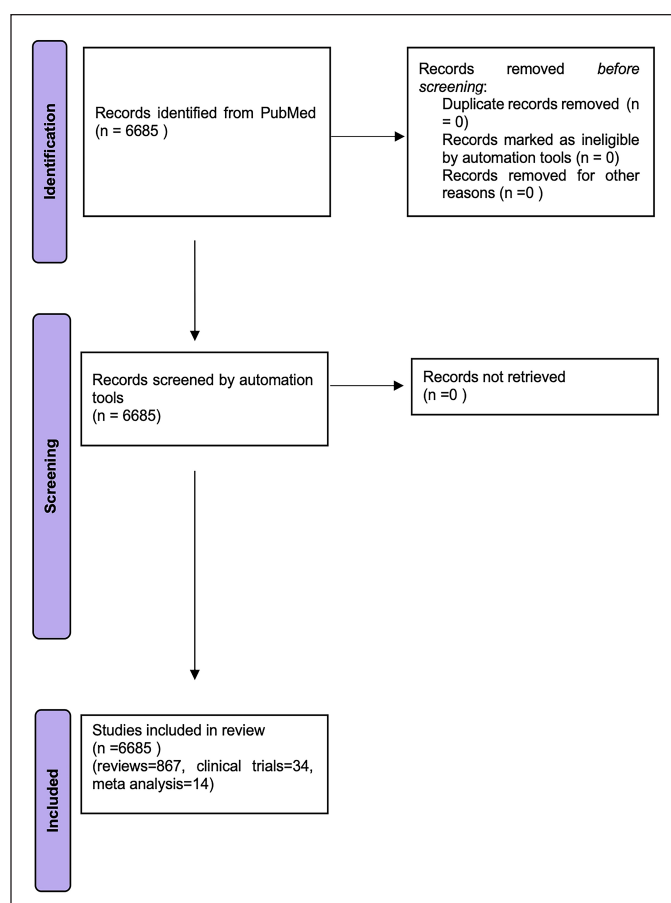 Identification
Records identified from PubMed
(n = 6685 )
Records removed before
screening:
Duplicate records removed (n
= 0)
Records marked as ineligible
by automation tools (n = 0)
Records removed for other
reasons (n =0 )
Screening
Records screened by automation
tools
(n = 6685)
Records not retrieved
(n =0 )
Included
Studies included in review
(n =6685 )
(reviews=867, clinical trials=34,
meta analysis=14)